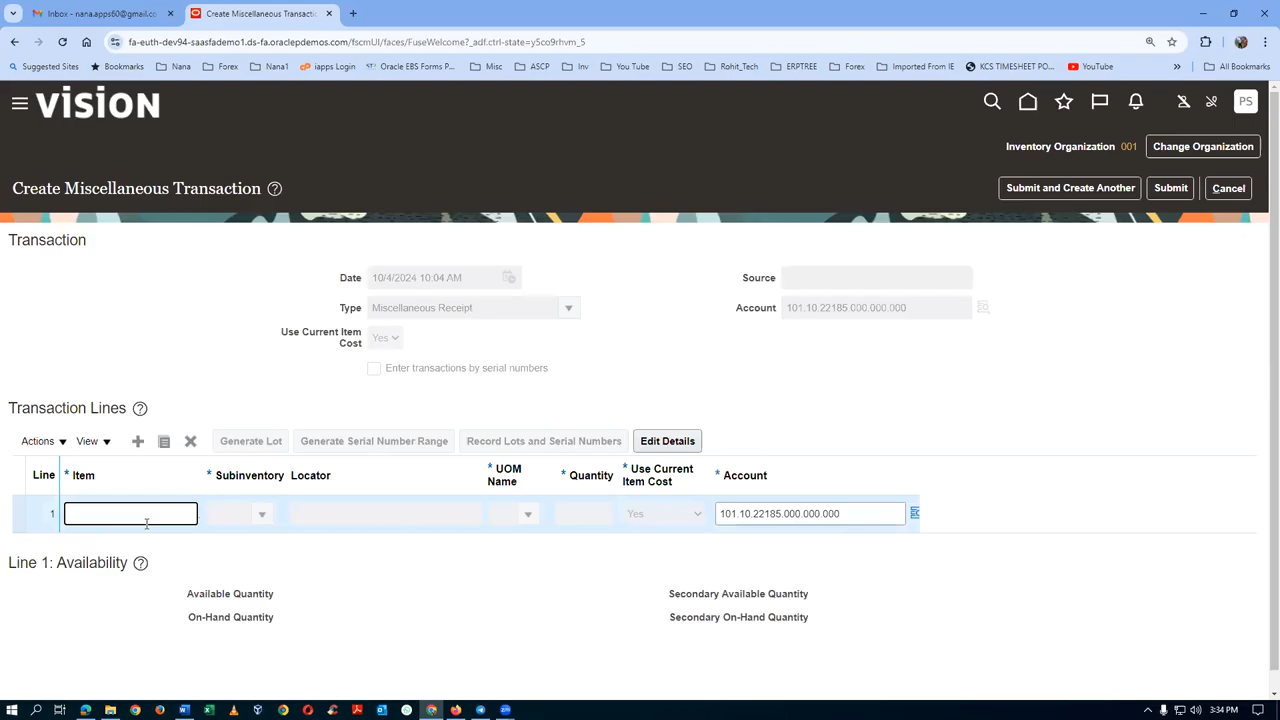 Inbox - nana.apps60@gmail.co
Create Miscellaneous Transactio
fa-euth-dev94-saasfademo1.ds-fa.oraclepdemos.com/fscmUI/faces/FuseWelcome?_adf.ctrl-state=y5co9rhvm_5
Suggested Sites Bookmarks Nana Forex Nana1 iapps Login Oracle EBS Forms P... Misc ASCP Inv You Tube SEO Rohit_Tech ERPTREE Forex Imported From IE KCS TIMESHEET PO... YouTube » All Bookmarks
VISION
PS
Inventory Organization 001 Change Organization
Create Miscellaneous Transaction ? Submit and Create Another Submit Cancel
Transaction
Date 10/4/2024 10:04 AM Source
Type Miscellaneous Receipt Account 101.10.22185.000.000.000
Use Current Item
Cost Yes
Enter transactions by serial numbers
Transaction Lines ?
Actions View Generate Lot Generate Serial Number Range Record Lots and Serial Numbers Edit Details
Line * Item * Subinventory Locator * UOM Name * Quantity * Use Current Item Cost * Account
1 Yes 101.10.22185.000.000.000
Line 1: Availability ?
Available Quantity Secondary Available Quantity
On-Hand Quantity Secondary On-Hand Quantity
3:34 PM